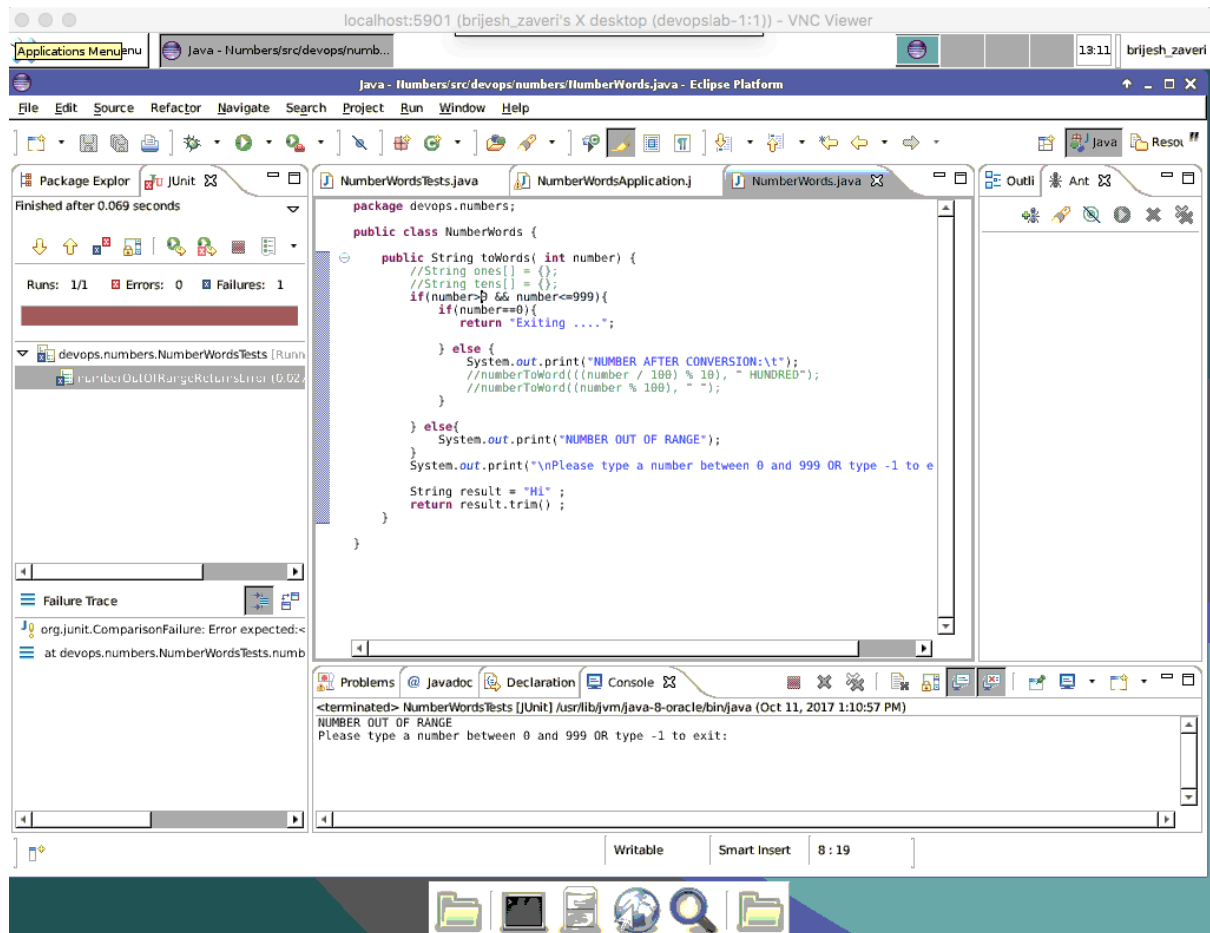 localhost:5901 (brijesh_zaveri's X desktop (devopslab-1:1)) - VNC Viewer
Applications Menu enu Java - Numbers/src/devops/numb... 13:11 brijesh_zaveri
Java - Numbers/src/devops/numbers/NumberWords.java - Eclipse Platform
File Edit Source Refactor Navigate Search Project Run Window Help
Java Resou
Package Explor JUnit
Finished after 0.069 seconds
Runs: 1/1 Errors: 0 Failures: 1
devops.numbers.NumberWordsTests [Runn
numberOutOfRangeReturnsError (0.027
Failure Trace
org.junit.ComparisonFailure: Error expected:<
at devops.numbers.NumberWordsTests.numb
NumberWordsTests.java NumberWordsApplication.j NumberWords.java
package devops.numbers;
public class NumberWords {
public String toWords( int number) {
//String ones[] = {};
//String tens[] = {};
if(number>0 && number<=999){
if(number==0){
return "Exiting ....";
} else {
System.out.print("NUMBER AFTER CONVERSION:\t");
//numberToWord(((number / 100) % 10), " HUNDRED");
//numberToWord((number % 100), " ");
}
} else{
System.out.print("NUMBER OUT OF RANGE");
}
System.out.print("\nPlease type a number between 0 and 999 OR type -1 to e
String result = "Hi" ;
return result.trim() ;
}
}
Outli Ant
Problems @ Javadoc Declaration Console
<terminated> NumberWordsTests [JUnit] /usr/lib/jvm/java-8-oracle/bin/java (Oct 11, 2017 1:10:57 PM)
NUMBER OUT OF RANGE
Please type a number between 0 and 999 OR type -1 to exit:
Writable Smart Insert 8 : 19